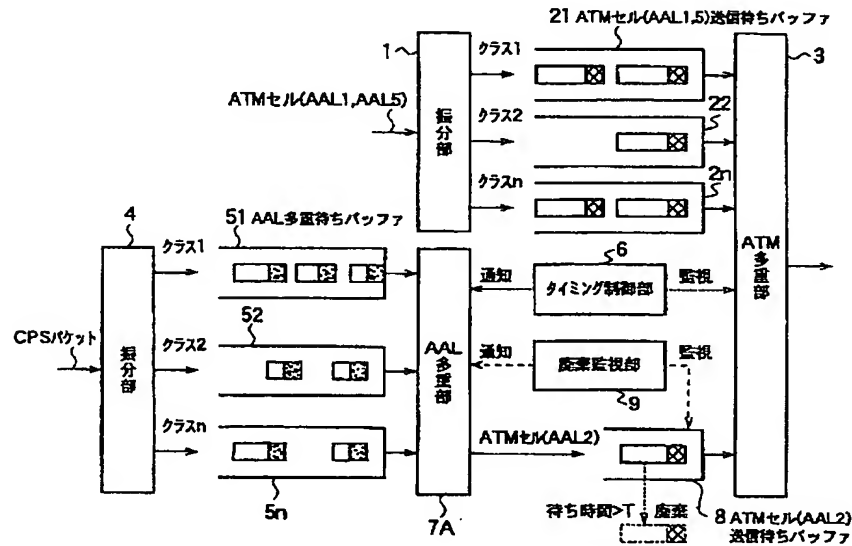 21 ATMセル(AAL1,5)送信待ちバッファ
1
クラス1
3
ATMセル(AAL1,AAL5)
振分部
クラス2
22
クラスn
2n
ATM多重部
4
51 AAL多重待ちバッファ
クラス1
6
通知
タイミング制御部
監視
CPSパケット
振分部
52
クラス2
AAL多重部
通知
廃棄監視部
監視
9
クラスn
ATMセル(AAL2)
5n
7A
待ち時間>T
廃棄
8 ATMセル(AAL2)
送信待ちバッファ